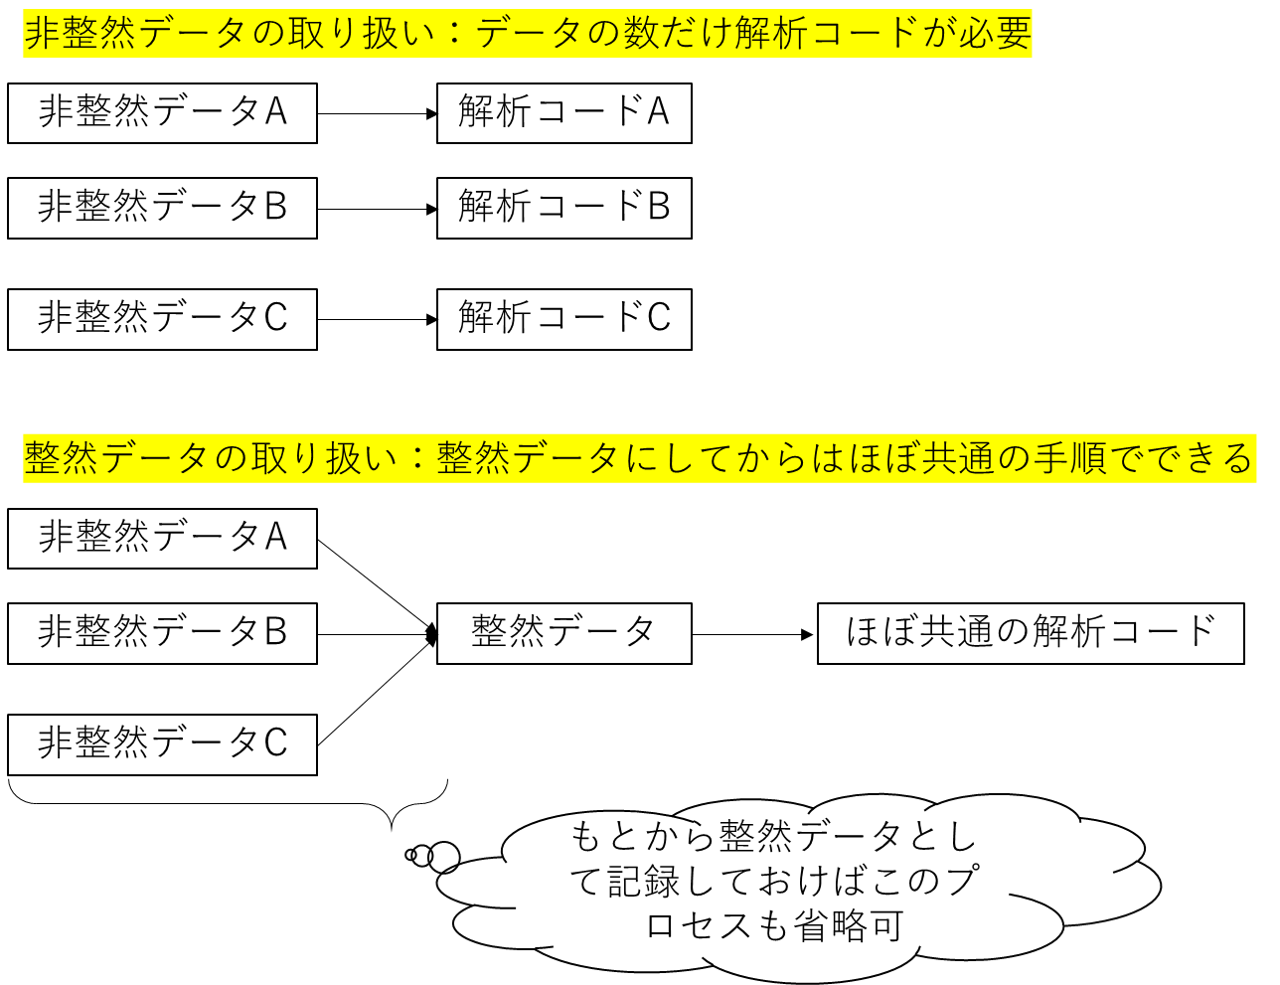 非整然データの取り扱い：データの数だけ解析コードが必要
非整然データA
解析コードA
非整然データB
解析コードB
非整然データC
解析コードC
整然データの取り扱い：整然データにしてからはほぼ共通の手順でできる
非整然データA
非整然データB
整然データ
ほぼ共通の解析コード
非整然データC
もとから整然データとし
て記録しておけばこのプ
ロセスも省略可